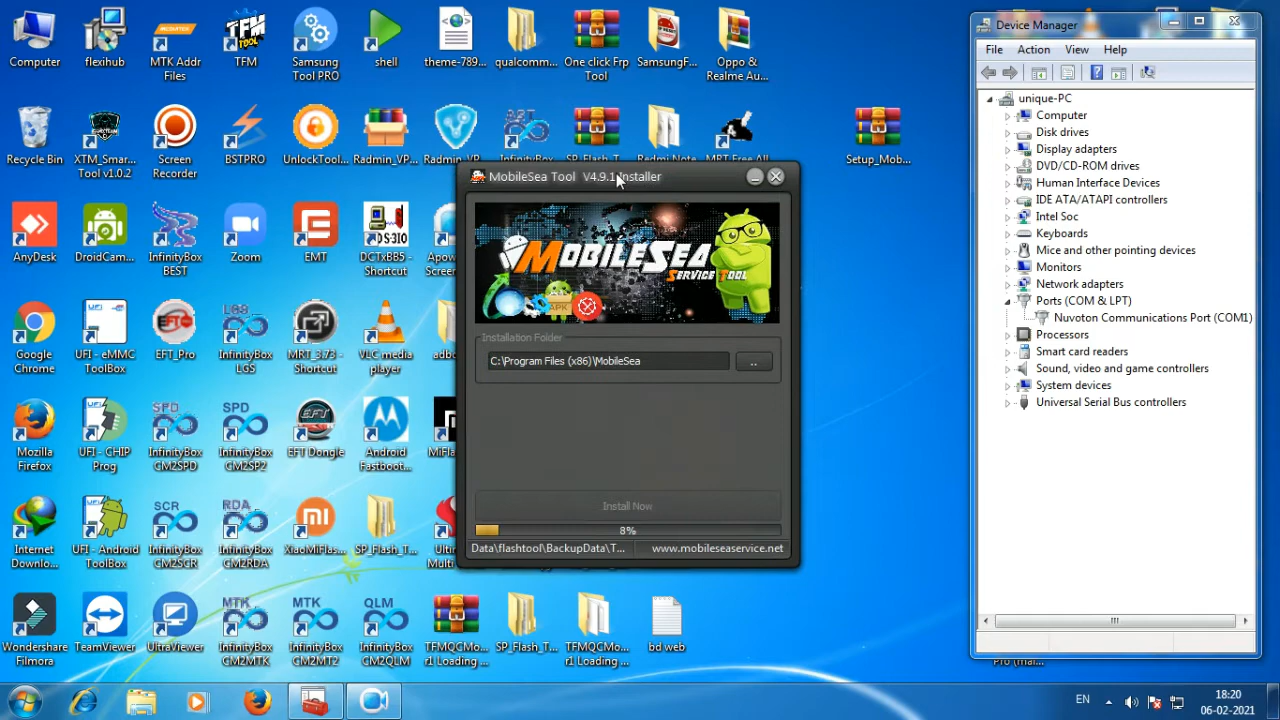 Computer
flexihub
MTK Addr
Files
TFM
Samsung
Tool PRO
shell
theme-789...
qualcomm...
One click Frp
Tool
SamsungF...
Oppo &
Realme Au...
Recycle Bin
XTM_Smar...
Tool v1.0.2
Screen
Recorder
BSTPRO
UnlockTool...
Radmin_VP...
Radmin_VP
InfinityBox
SP_Flash_T...
Redmi Note
MRT Free All
Setup_Mob...
AnyDesk
DroidCam...
InfinityBox
BEST
Zoom
EMT
DCTxBB5 -
Shortcut
Google
Chrome
UFI - eMMC
ToolBox
EFT_Pro
InfinityBox
LGS
MRT_3.73 -
Shortcut
VLC media
player
Mozilla
Firefox
UFI - CHIP
Prog
InfinityBox
CM2SPD
InfinityBox
CM2SP2
EFT Dongle
Android
Fastboot...
Internet
Downlo...
UFI - Android
ToolBox
InfinityBox
CM2SCR
InfinityBox
CM2RDA
XiaoMiFlas...
SP_Flash_T...
Wondershare
Filmora
TeamViewer
UltraViewer
InfinityBox
CM2MTK
InfinityBox
CM2MT2
InfinityBox
CM2QLM
TFMQCMo...
r1 Loading ...
SP_Flash_T...
TFMQCMo...
r1 Loading ...
bd web
MobileSea Tool V4.9.1 Installer
MOBILESEA
SERVICE TOOL
APK
Installation Folder
C:\Program Files (x86)\MobileSea
..
Install Now
8%
Data\flashtool\BackupData\T...
www.mobileseaservice.net
Device Manager
File Action View Help
unique-PC
Computer
Disk drives
Display adapters
DVD/CD-ROM drives
Human Interface Devices
IDE ATA/ATAPI controllers
Intel Soc
Keyboards
Mice and other pointing devices
Monitors
Network adapters
Ports (COM & LPT)
Nuvoton Communications Port (COM1)
Processors
Smart card readers
Sound, video and game controllers
System devices
Universal Serial Bus controllers
EN
18:20
06-02-2021